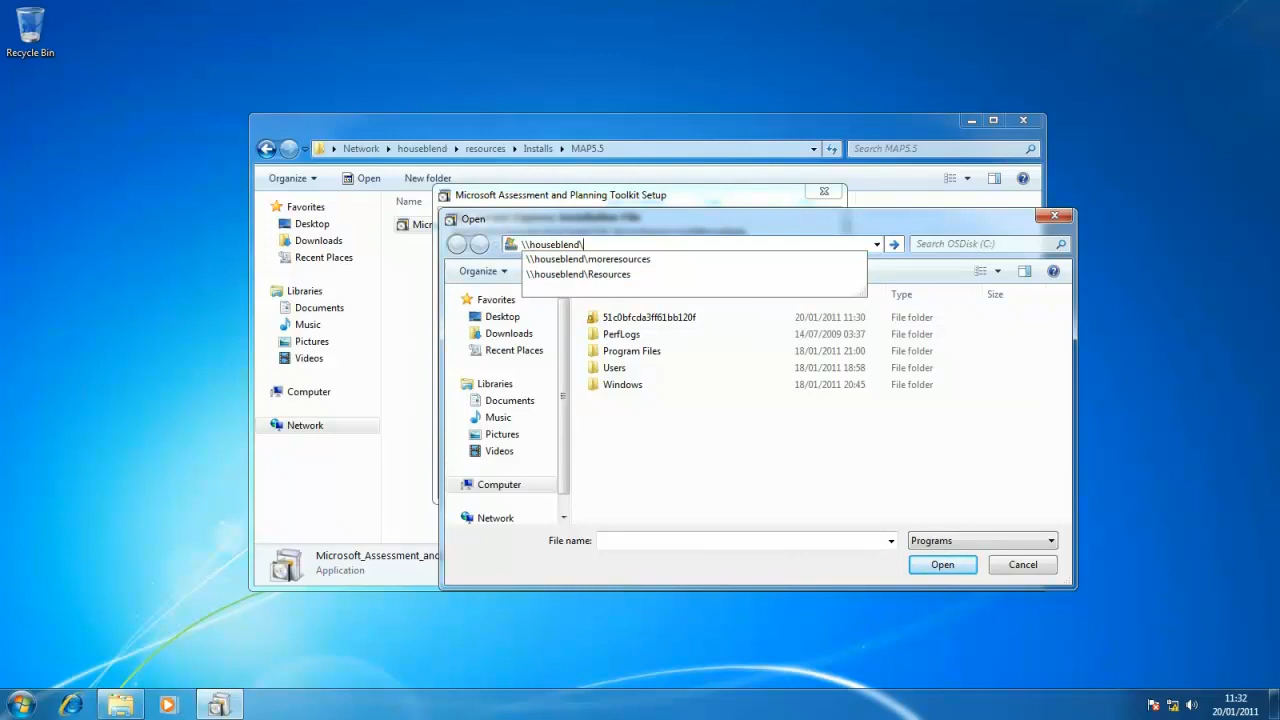 Recycle Bin
Network houseblend resources Installs MAP5.5
Search MAP5.5
Organize Open New folder
Favorites
Desktop
Downloads
Recent Places
Libraries
Documents
Music
Pictures
Videos
Computer
Network
Name
Micr
Microsoft_Assessment_and
Application
Microsoft Assessment and Planning Toolkit Setup
Open
\\houseblend\
Search OSDisk (C:)
\\houseblend\moreresources
\\houseblend\Resources
Organize
Favorites
Desktop
Downloads
Recent Places
Libraries
Documents
Music
Pictures
Videos
Computer
Network
Type Size
51c0bfcda3ff61bb120f 20/01/2011 11:30 File folder
PerfLogs 14/07/2009 03:37 File folder
Program Files 18/01/2011 21:00 File folder
Users 18/01/2011 18:58 File folder
Windows 18/01/2011 20:45 File folder
File name:
Programs
Open Cancel
11:32
20/01/2011